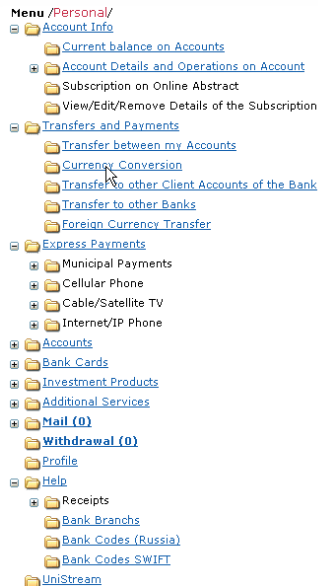 Menu /Personal/
Account Info
Current balance on Accounts
Account Details and Operations on Account
Subscription on Online Abstract
View/Edit/Remove Details of the Subscription
Transfers and Payments
Transfer between my Accounts
Currency Conversion
Transfer to other Client Accounts of the Bank
Transfer to other Banks
Foreign Currency Transfer
Express Payments
Municipal Payments
Cellular Phone
Cable/Satellite TV
Internet/IP Phone
Accounts
Bank Cards
Investment Products
Additional Services
Mail (0)
Withdrawal (0)
Profile
Help
Receipts
Bank Branchs
Bank Codes (Russia)
Bank Codes SWIFT
UniStream